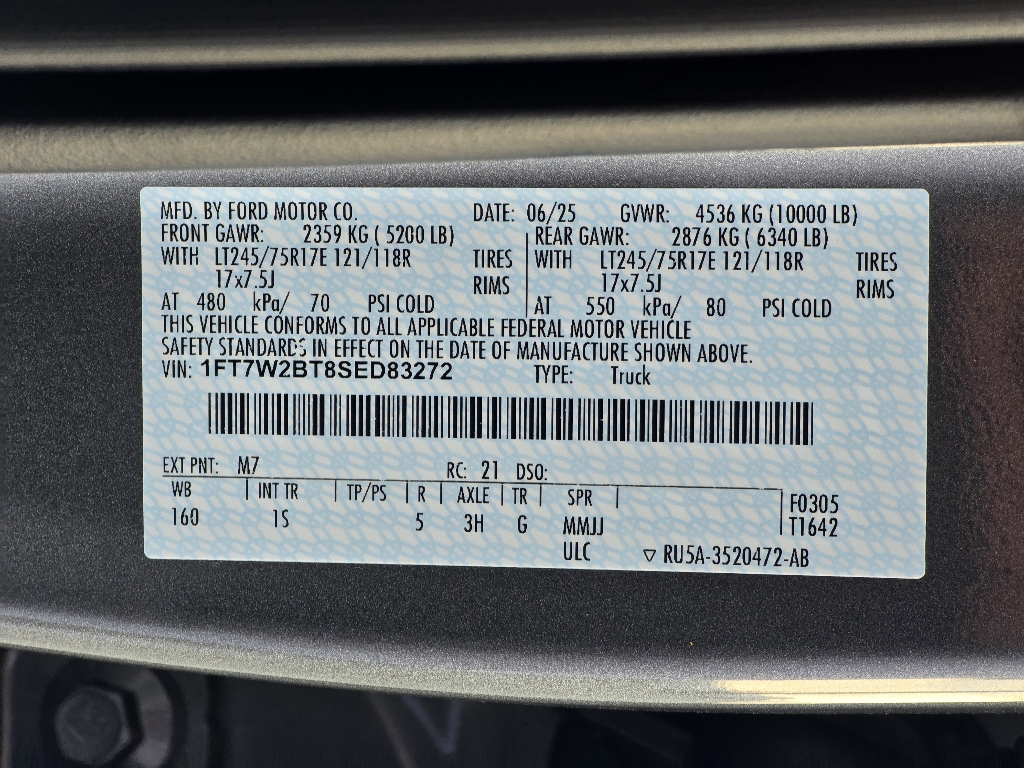 MFD. BY FORD MOTOR CO. DATE: 06/25 GVWR: 4536 KG (10000 LB)
FRONT GAWR: 2359 KG ( 5200 LB) REAR GAWR: 2876 KG ( 6340 LB)
WITH LT245/75R17E 121/118R TIRES WITH LT245/75R17E 121/118R TIRES
17x7.5J RIMS 17x7.5J RIMS
AT 480 kPa/ 70 PSI COLD AT 550 kPa/ 80 PSI COLD
THIS VEHICLE CONFORMS TO ALL APPLICABLE FEDERAL MOTOR VEHICLE
SAFETY STANDARDS IN EFFECT ON THE DATE OF MANUFACTURE SHOWN ABOVE.
VIN: 1FT7W2BT8SED83272 TYPE: Truck
EXT PNT: M7 RC: 21 DSO:
WB INT TR TP/PS R AXLE TR SPR F0305
160 1S 5 3H G MMJJ T1642
ULC ▽ RU5A-3520472-AB